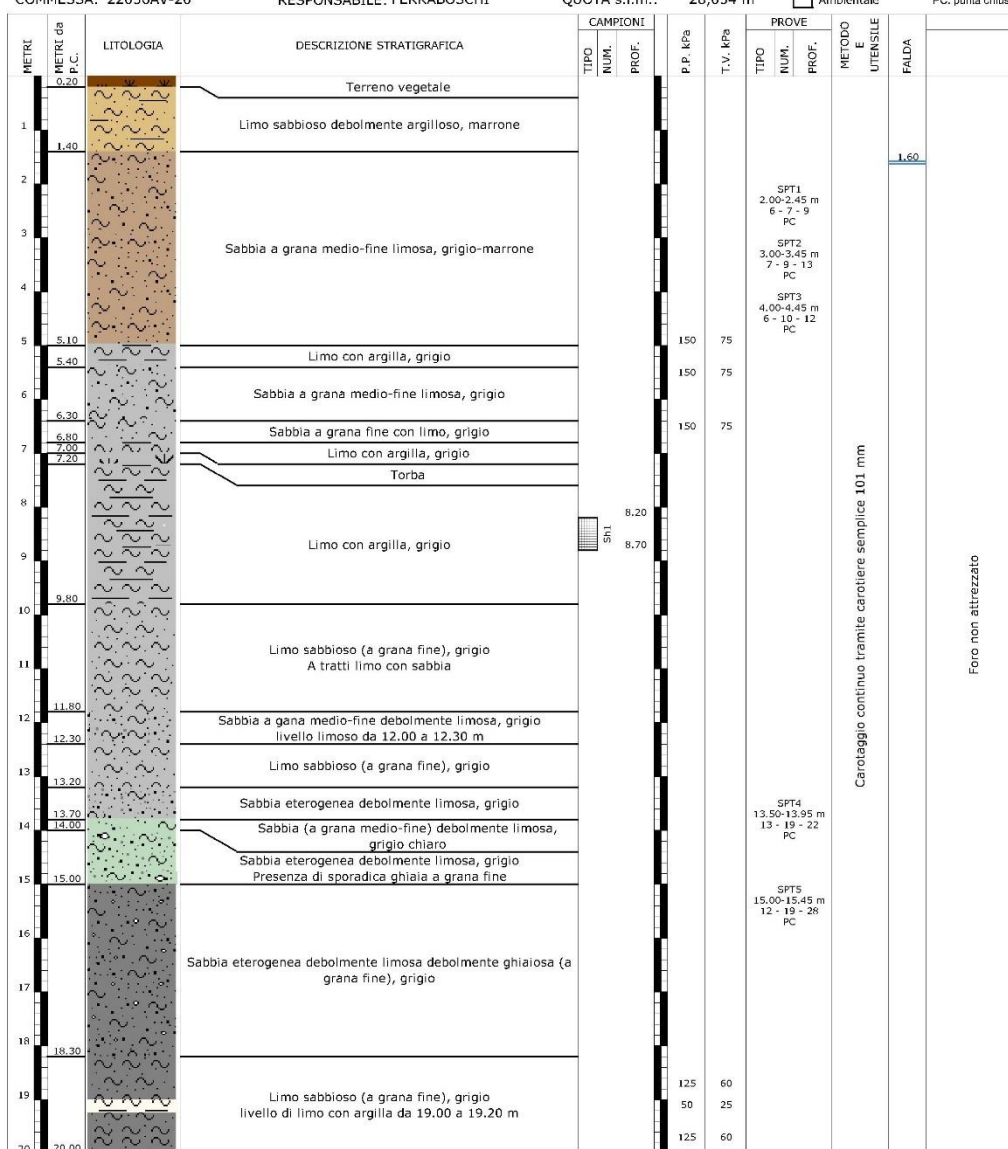 COMMESSA: 22056AV-26 RESPONSABILE: FERRABOSCHI QUOTA s.l.m.: 28,654 m Ambientale
METRI
METRI da P.C.
LITOLOGIA
DESCRIZIONE STRATIGRAFICA
CAMPIONI
TIPO
NUM.
PROF.
P.P. kPa
T.V. kPa
PROVE
TIPO
NUM.
PROF.
METODO
E
UTENSILE
FALDA
0.20
Terreno vegetale
Limo sabbioso debolmente argilloso, marrone
1
1.40
1.60
2
SPT1
2.00-2.45 m
6 - 7 - 9
PC
Sabbia a grana medio-fine limosa, grigio-marrone
3
SPT2
3.00-3.45 m
7 - 9 - 13
PC
4
SPT3
4.00-4.45 m
6 - 10 - 12
PC
5
5.10
150 75
Limo con argilla, grigio
5.40
150 75
Sabbia a grana medio-fine limosa, grigio
6
6.30
Sabbia a grana fine con limo, grigio
150 75
6.80
7
7.00
Limo con argilla, grigio
7.20
Torba
8
8.20
Sh1
8.70
Limo con argilla, grigio
9
9.80
10
Limo sabbioso (a grana fine), grigio
A tratti limo con sabbia
11
11.80
12
Sabbia a gana medio-fine debolmente limosa, grigio
livello limoso da 12.00 a 12.30 m
12.30
Limo sabbioso (a grana fine), grigio
13
13.20
Sabbia eterogenea debolmente limosa, grigio
SPT4
13.50-13.95 m
13 - 19 - 22
PC
13.70
14
14.00
Sabbia (a grana medio-fine) debolmente limosa,
grigio chiaro
Sabbia eterogenea debolmente limosa, grigio
Presenza di sporadica ghiaia a grana fine
15
15.00
SPT5
15.00-15.45 m
12 - 19 - 28
PC
16
Sabbia eterogenea debolmente limosa debolmente ghiaiosa (a
grana fine), grigio
17
18
18.30
Limo sabbioso (a grana fine), grigio
livello di limo con argilla da 19.00 a 19.20 m
125 60
19
50 25
125 60
20
20.00
Carotaggio continuo tramite carotiere semplice 101 mm
Foro non attrezzato